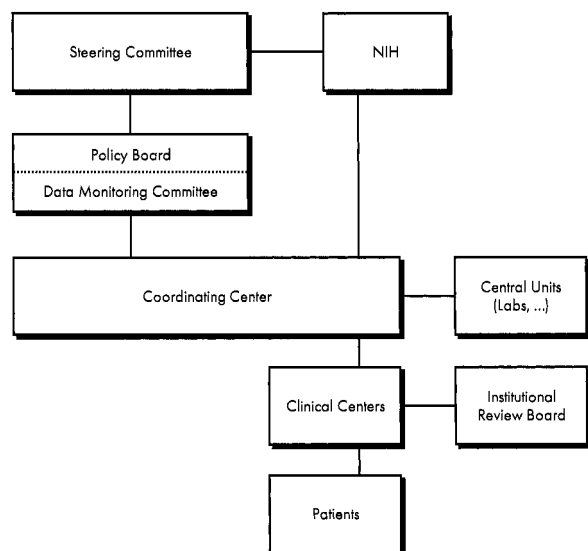 Steering Committee
NIH
Policy Board
Data Monitoring Committee
Coordinating Center
Central Units
(Labs, ...)
Clinical Centers
Institutional
Review Board
Patients